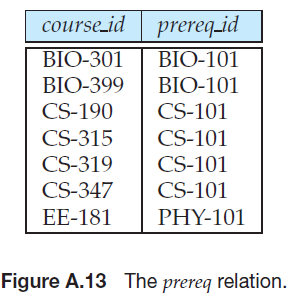 course_id prereq_id
BIO-301 BIO-101
BIO-399 BIO-101
CS-190 CS-101
CS-315 CS-101
CS-319 CS-101
CS-347 CS-101
EE-181 PHY-101
Figure A.13 The prereq relation.